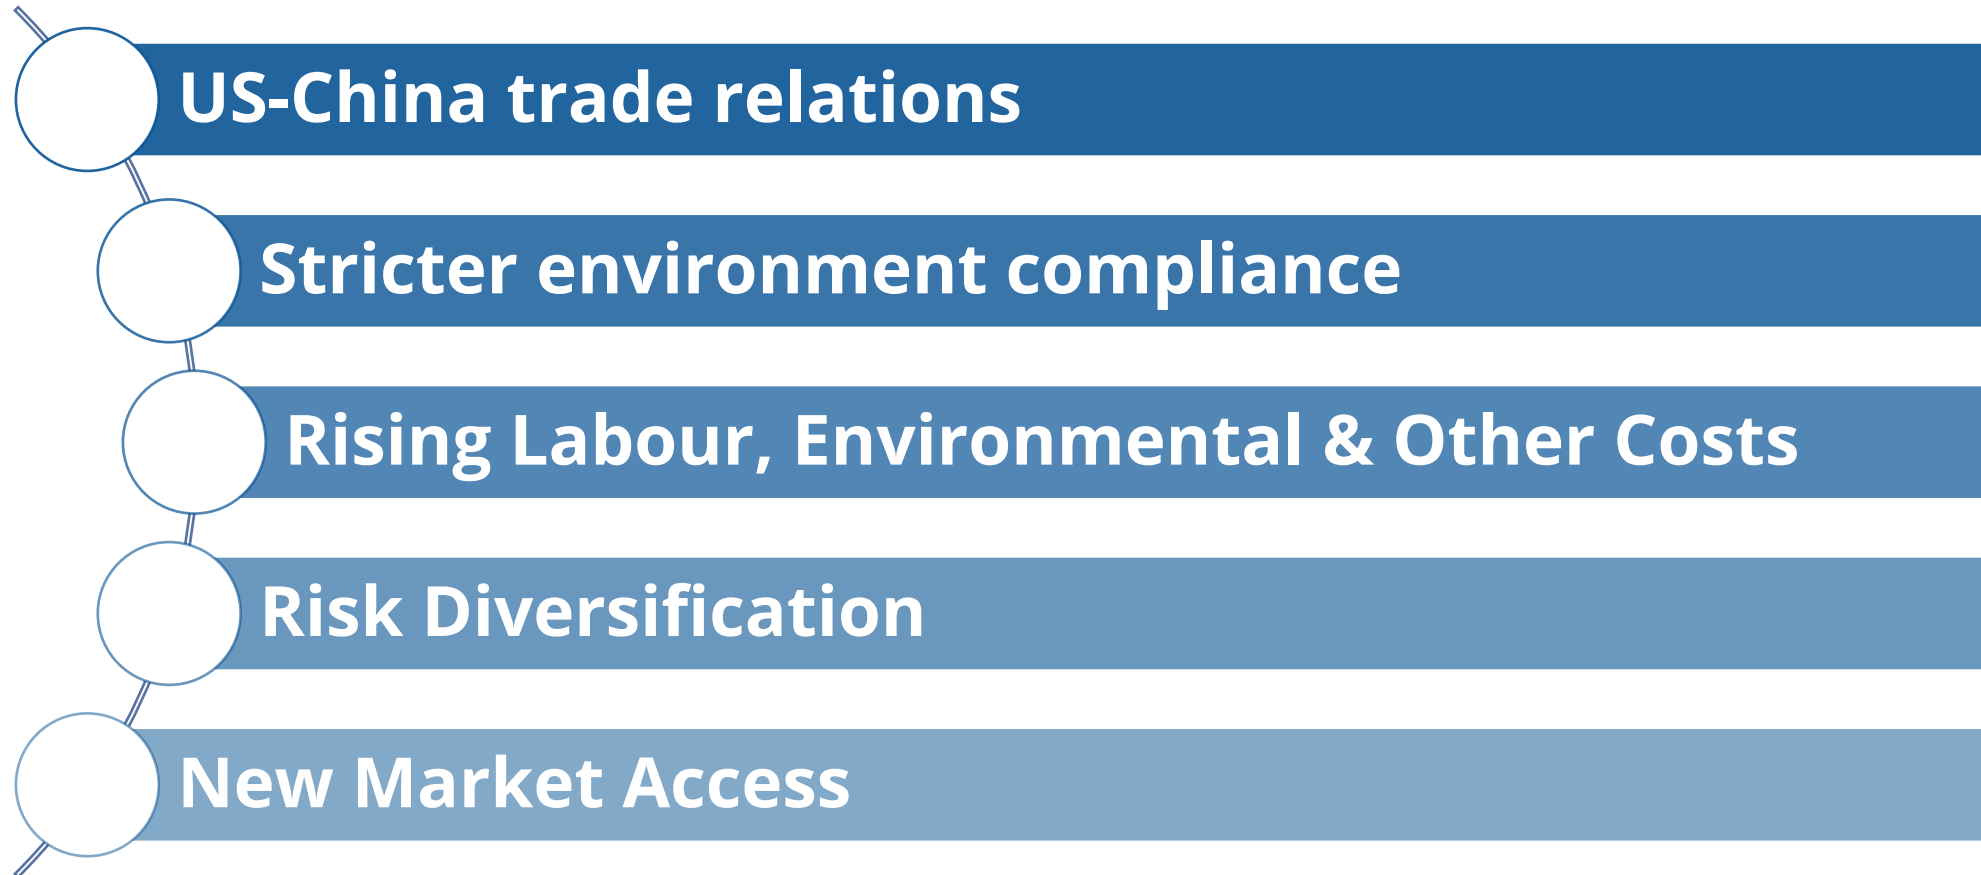 US-China trade relations
Stricter environment compliance
Rising Labour, Environmental & Other Costs
Risk Diversification
New Market Access